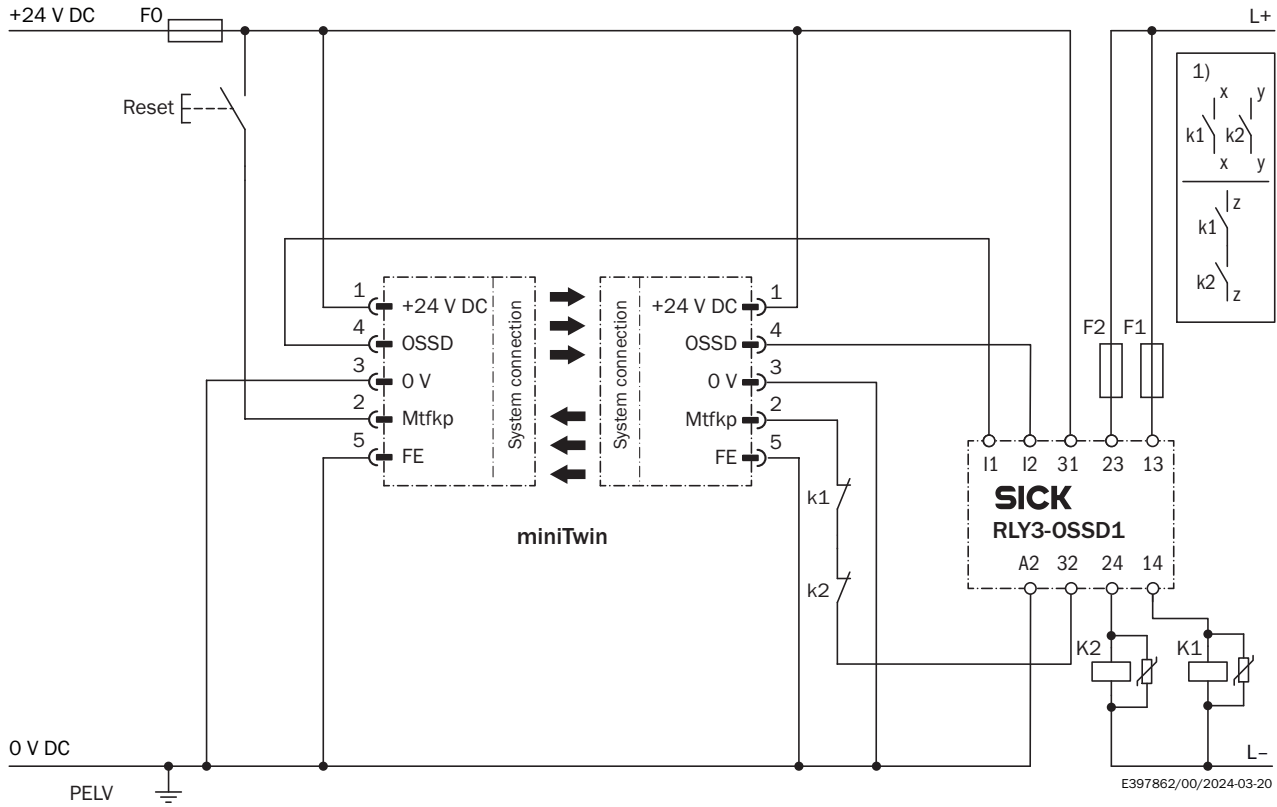 +24 V DC
F0
L+
Reset
1)
x
y
k1
k2
x
y
z
k1
k2
z
1
+24 V DC
4
OSSD
3
0 V
2
Mtfkp
5
FE
System connection
System connection
+24 V DC
1
OSSD
4
0 V
3
Mtfkp
2
FE
5
miniTwin
k1
k2
F2
F1
I1
I2
31
23
13
SICK
RLY3-OSSD1
A2
32
24
14
K2
K1
0 V DC
L–
PELV
E397862/00/2024-03-20